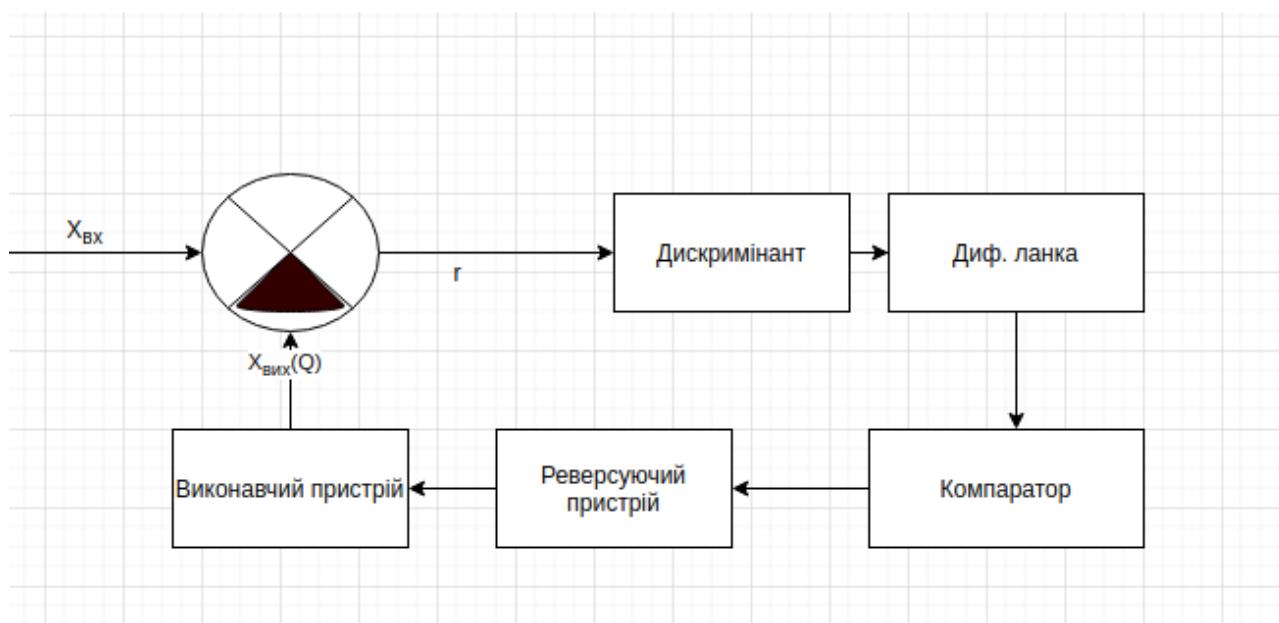 Xвх
r
Дискримінант
Диф. ланка
Xвих(Q)
Виконавчий пристрій
Реверсуючий
пристрій
Компаратор